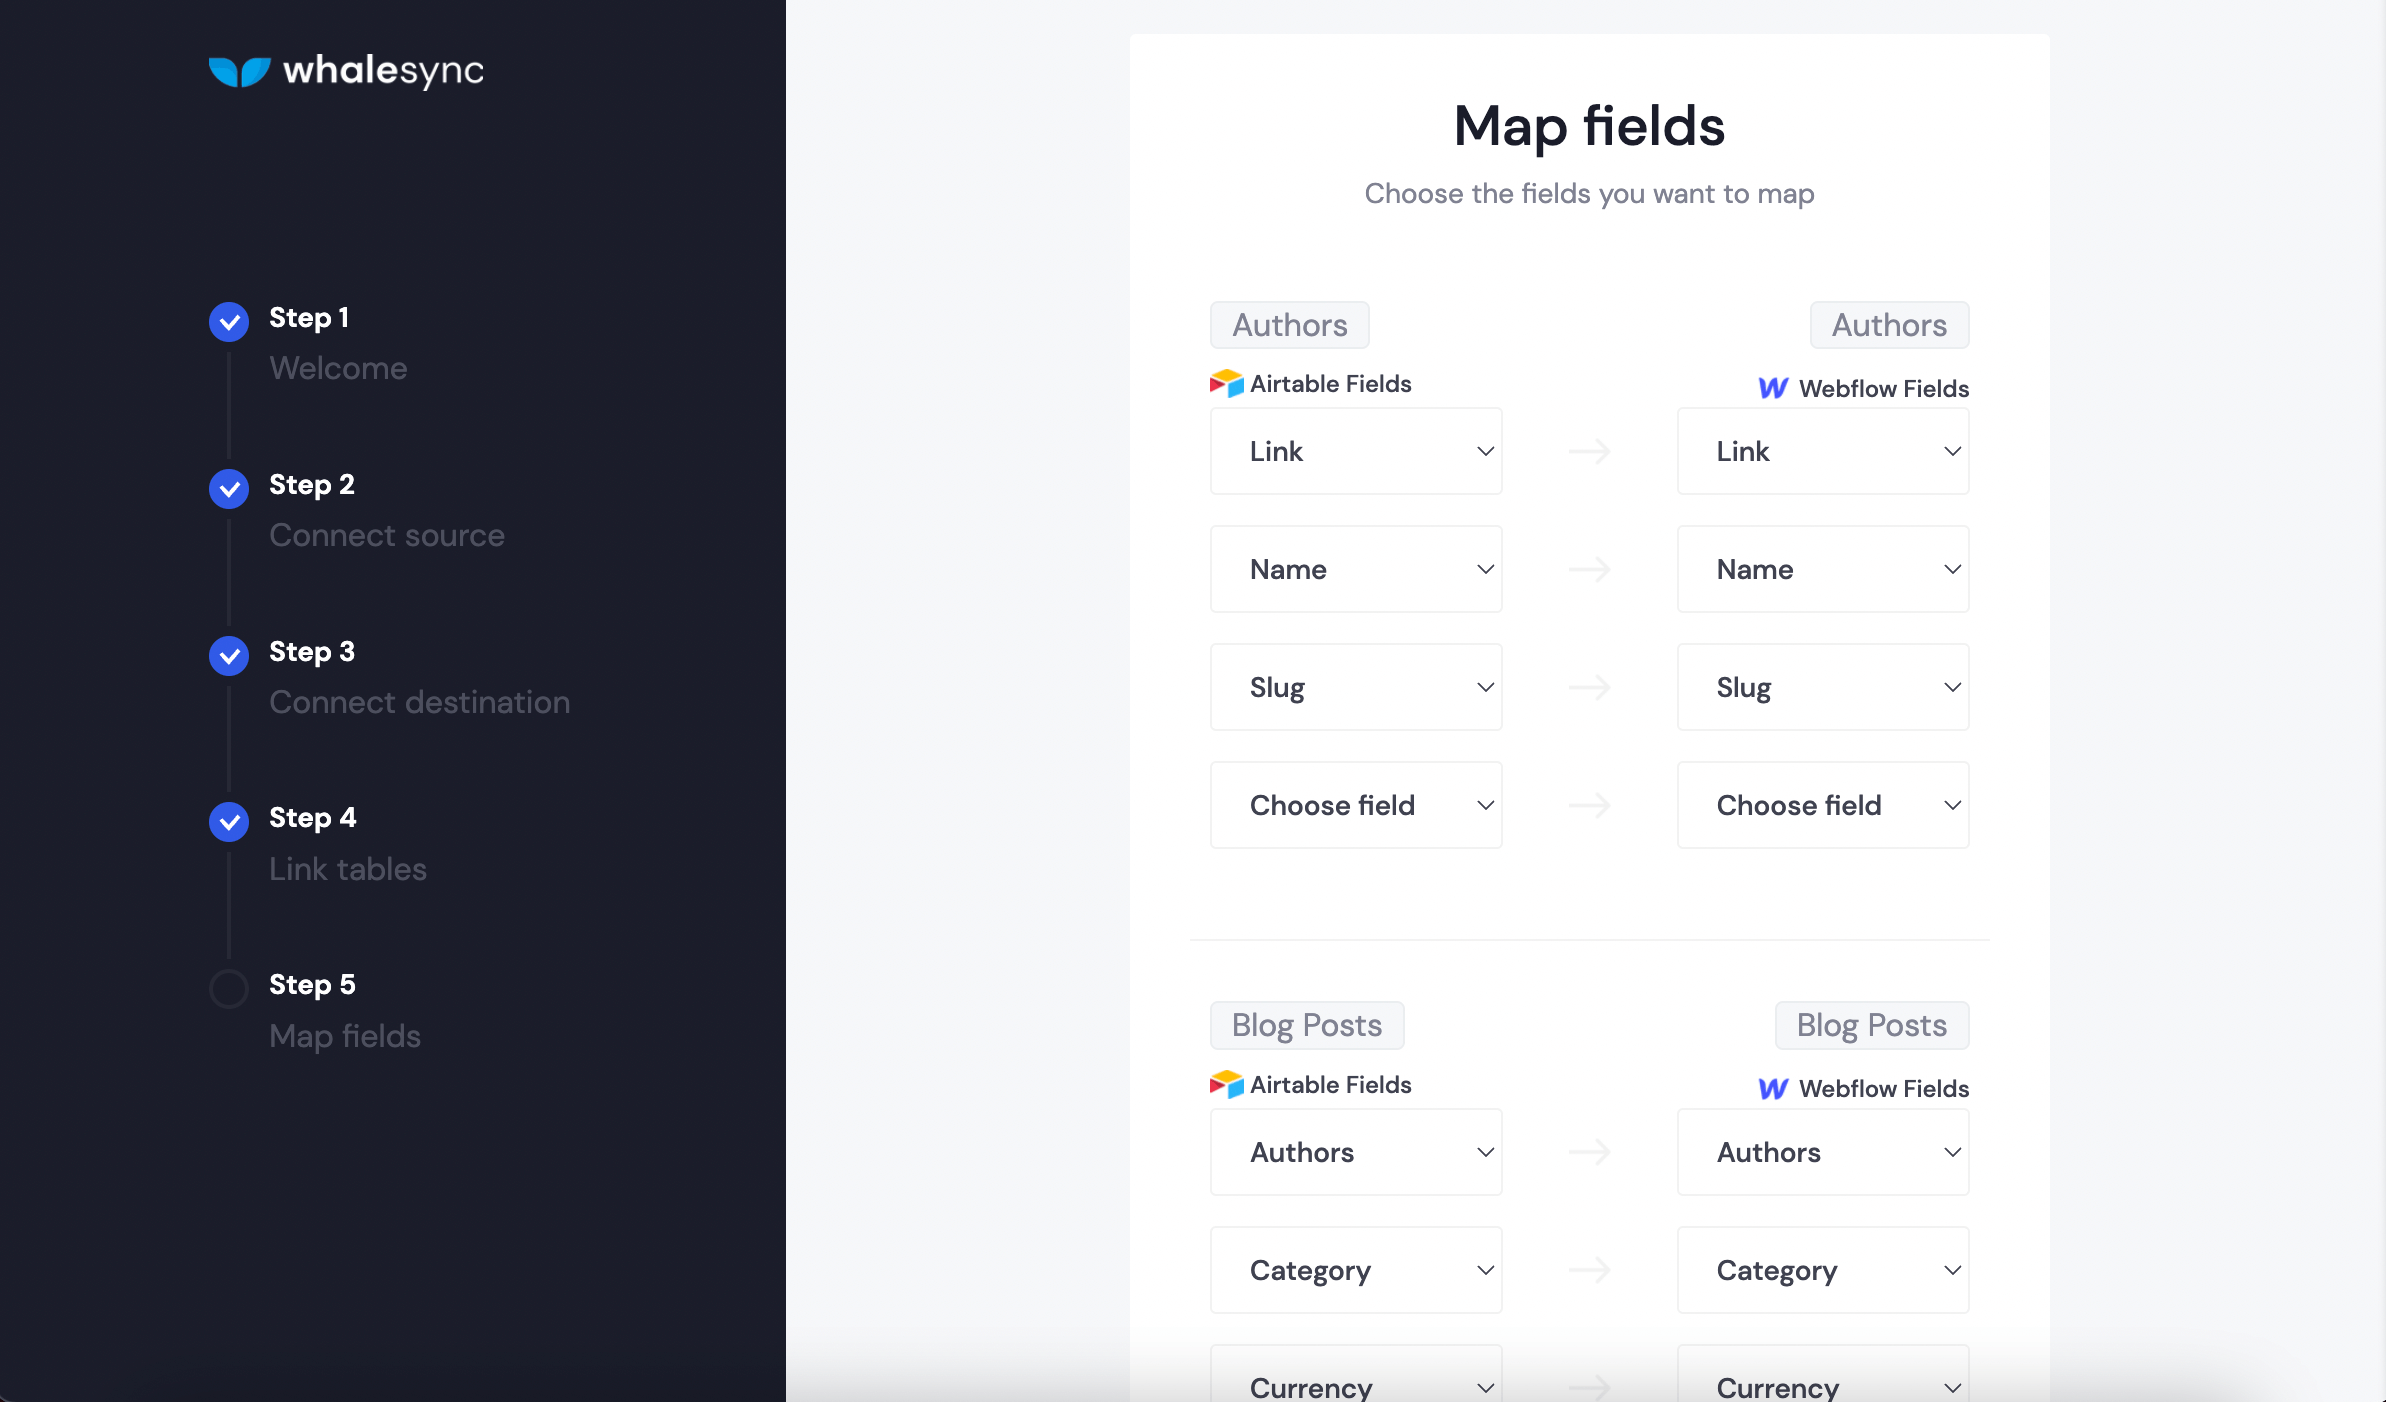 whalesync
Step 1
Welcome
Step 2
Connect source
Step 3
Connect destination
Step 4
Link tables
Step 5
Map fields
Map fields
Choose the fields you want to map
Authors
Authors
Airtable Fields
Webflow Fields
Link
Link
Name
Name
Slug
Slug
Choose field
Choose field
Blog Posts
Blog Posts
Airtable Fields
Webflow Fields
Authors
Authors
Category
Category
Currency
Currency